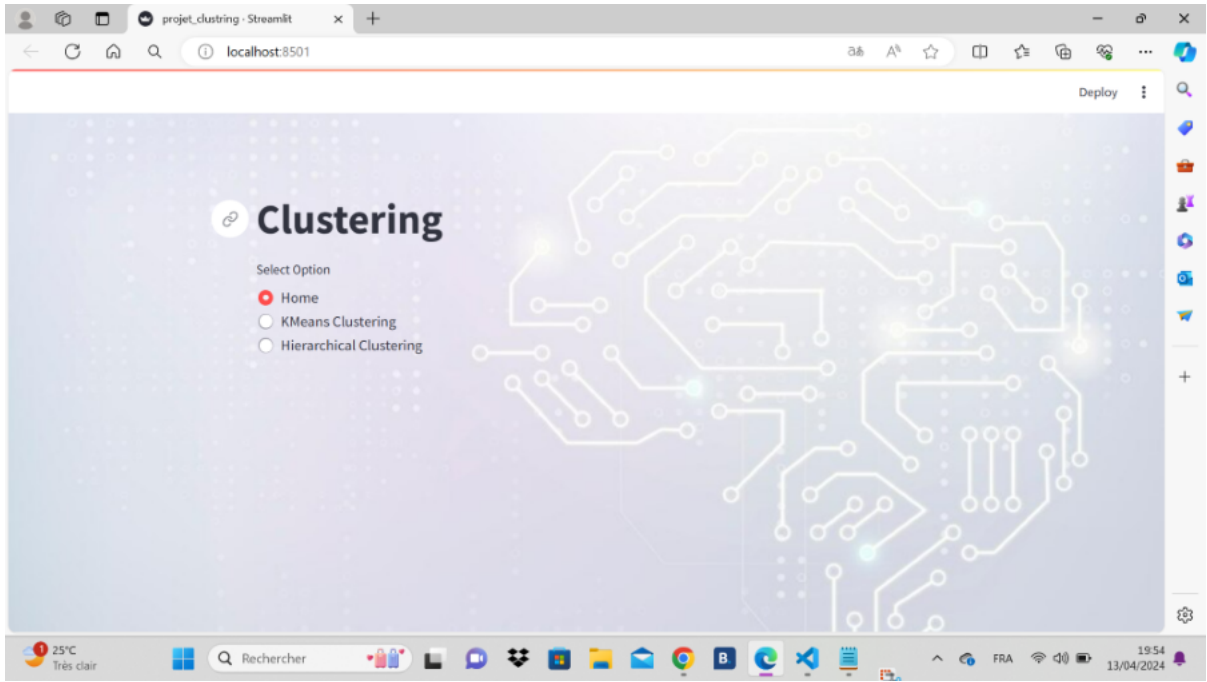 projet_clustring · Streamlit
localhost:8501
Deploy
Clustering
Select Option
Home
KMeans Clustering
Hierarchical Clustering
1
25°C
Très clair
Rechercher
B.
FRA
19:54
13/04/2024